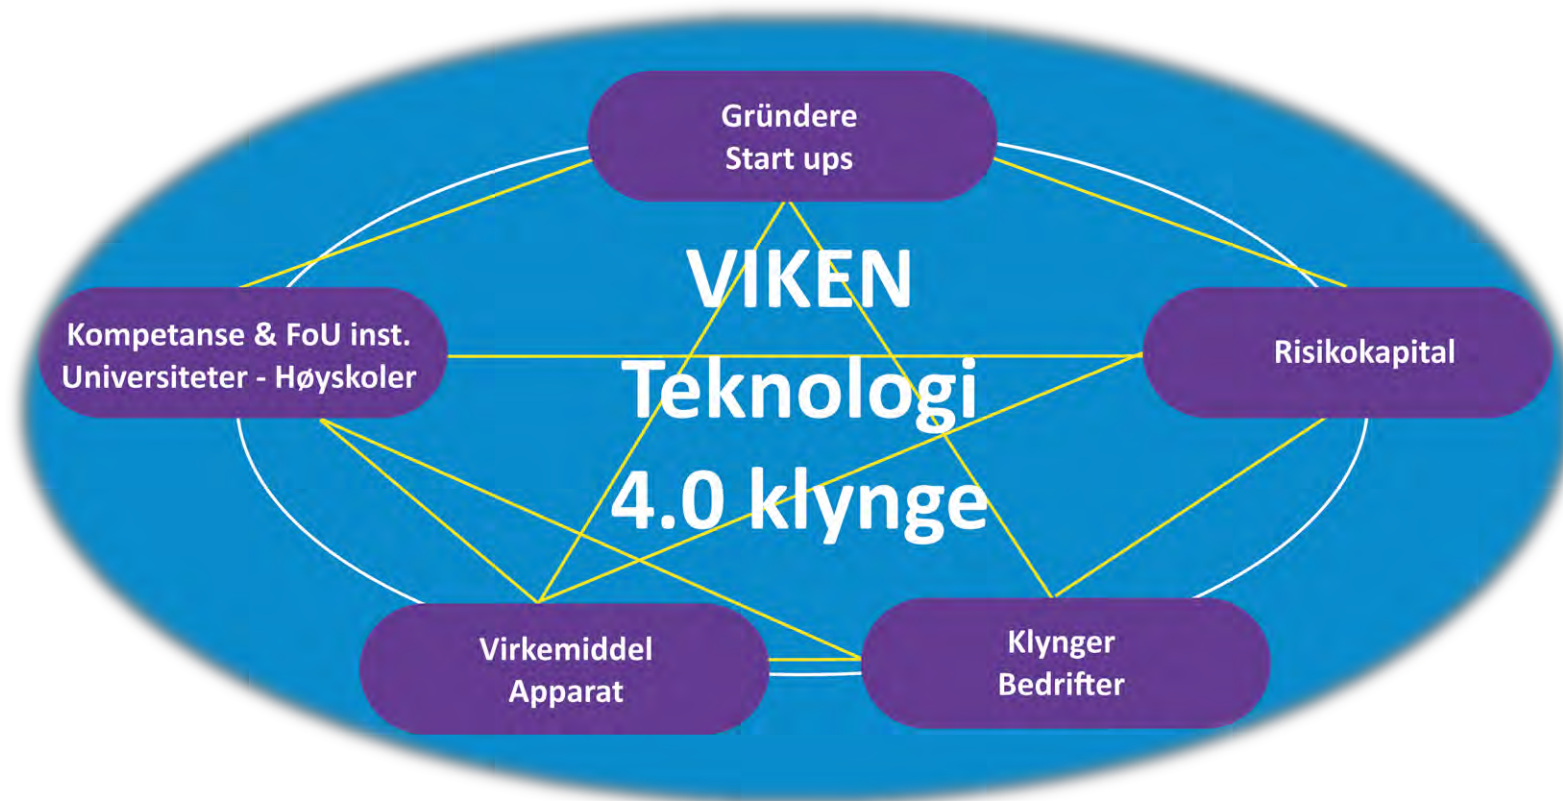 Gründere
Start ups
VIKEN
Teknologi
4.0 klynge
Kompetanse & FoU inst.
Universiteter - Høyskoler
Risikokapital
Virkemiddel
Apparat
Klynger
Bedrifter